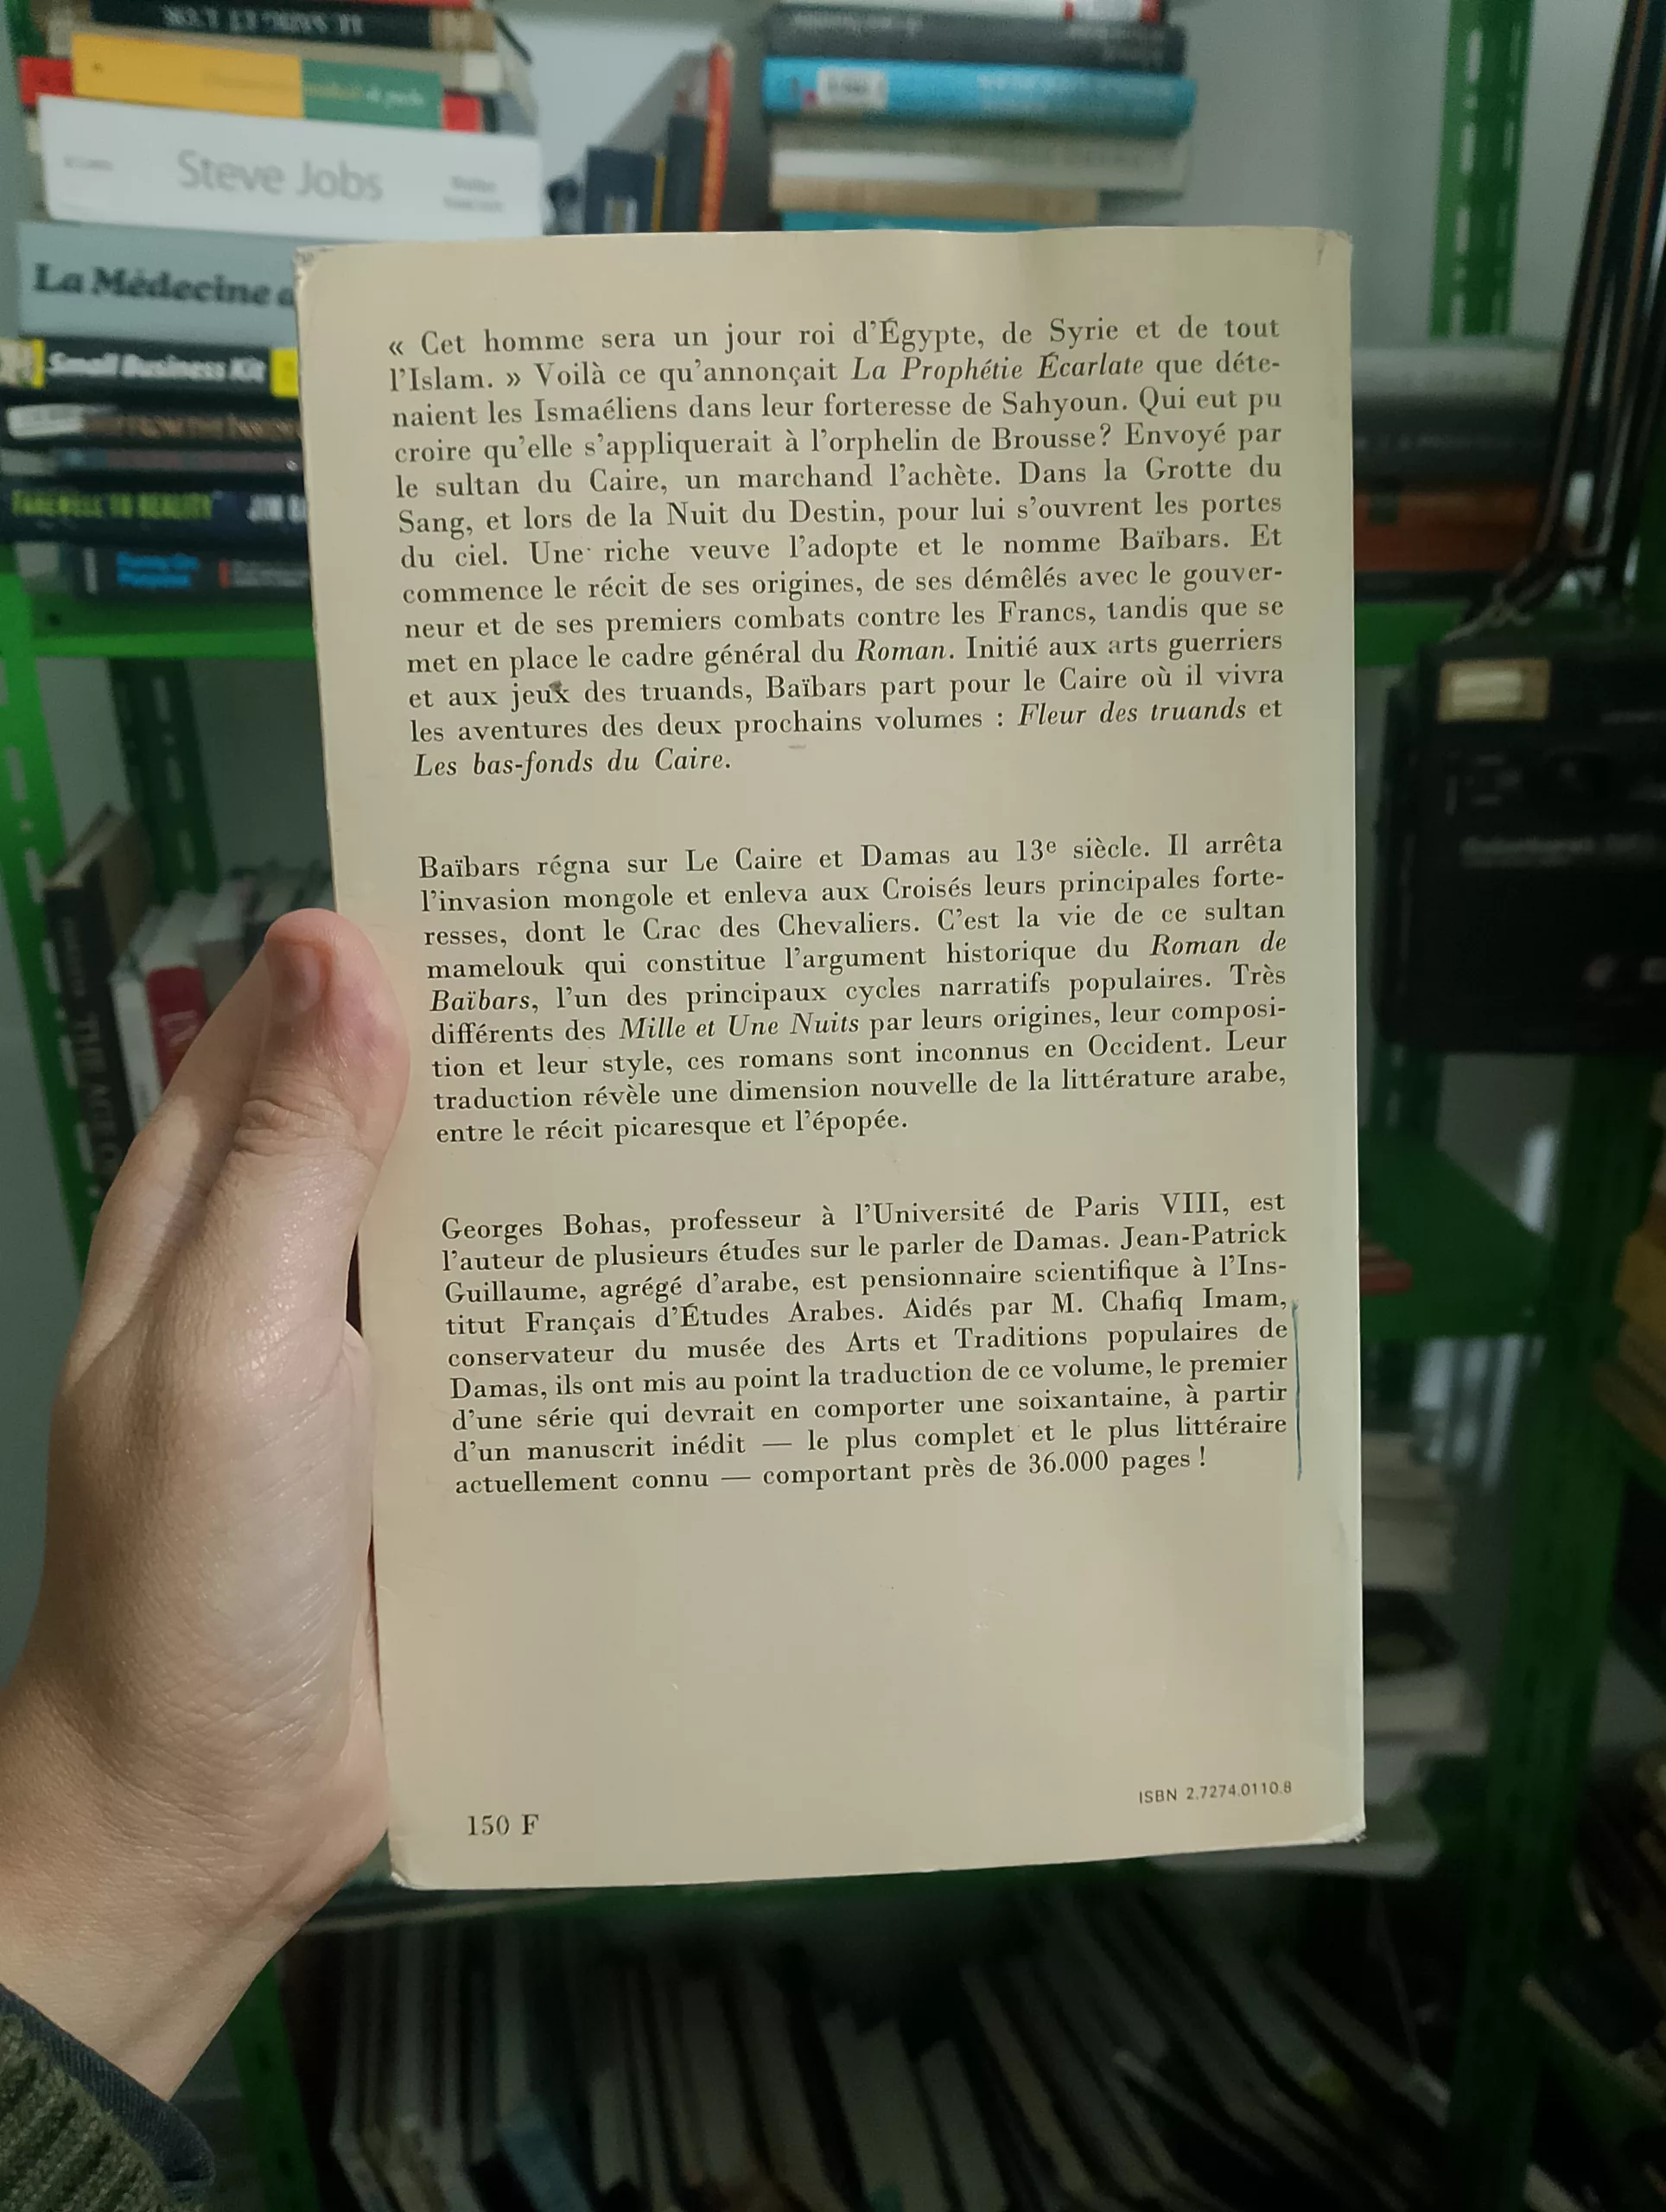 Steve Jobs
La Médecine
Small Business Kit
FAREWELL TO REALITY
« Cet homme sera un jour roi d'Égypte, de Syrie et de tout
l'Islam. » Voilà ce qu'annonçait La Prophétie Écarlate que déte-
naient les Ismaéliens dans leur forteresse de Sahyoun. Qui eut pu
croire qu'elle s'appliquerait à l'orphelin de Brousse? Envoyé par
le sultan du Caire, un marchand l'achète. Dans la Grotte du
Sang, et lors de la Nuit du Destin, pour lui s'ouvrent les portes
du ciel. Une riche veuve l'adopte et le nomme Baïbars. Et
commence le récit de ses origines, de ses démêlés avec le gouver-
neur et de ses premiers combats contre les Francs, tandis que se
met en place le cadre général du Roman. Initié aux arts guerriers
et aux jeux des truands, Baïbars part pour le Caire où il vivra
les aventures des deux prochains volumes : Fleur des truands et
Les bas-fonds du Caire.
Baïbars régna sur Le Caire et Damas au 13e siècle. Il arrêta
l'invasion mongole et enleva aux Croisés leurs principales forte-
resses, dont le Crac des Chevaliers. C'est la vie de ce sultan
mamelouk qui constitue l'argument historique du Roman de
Baïbars, l'un des principaux cycles narratifs populaires. Très
différents des Mille et Une Nuits par leurs origines, leur composi-
tion et leur style, ces romans sont inconnus en Occident. Leur
traduction révèle une dimension nouvelle de la littérature arabe,
entre le récit picaresque et l'épopée.
Georges Bohas, professeur à l'Université de Paris VIII, est
l'auteur de plusieurs études sur le parler de Damas. Jean-Patrick
Guillaume, agrégé d'arabe, est pensionnaire scientifique à l'Ins-
titut Français d'Études Arabes. Aidés par M. Chafiq Imam,
conservateur du musée des Arts et Traditions populaires de
Damas, ils ont mis au point la traduction de ce volume, le premier
d'une série qui devrait en comporter une soixantaine, à partir
d'un manuscrit inédit — le plus complet et le plus littéraire
actuellement connu — comportant près de 36.000 pages !
ISBN 2.7274.0110.8
150 F